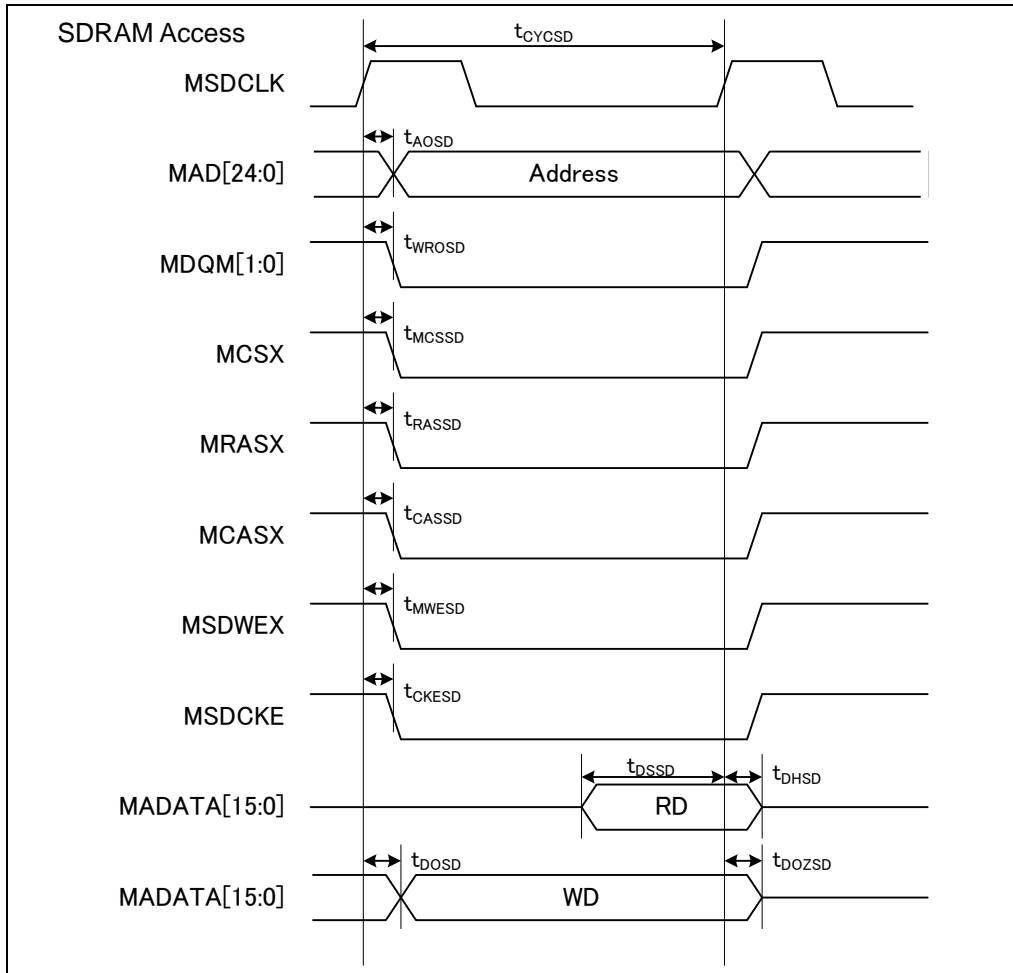 SDRAM Access
tCYCSD
MSDCLK
tAOSD
MAD[24:0]
Address
tWROSD
MDQM[1:0]
tMCSSD
MCSX
tRASSD
MRASX
tCASSD
MCASX
tMWESD
MSDWEX
tCKESD
MSDCKE
tDSSD
tDHSD
MADATA[15:0]
RD
tDOSD
tDOZSD
MADATA[15:0]
WD